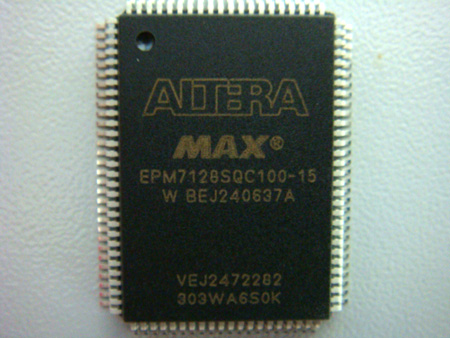 ALTERA
MAX®
EPM7128SQC100-15
W BEJ240637A
VEJ2472282
303WA650K